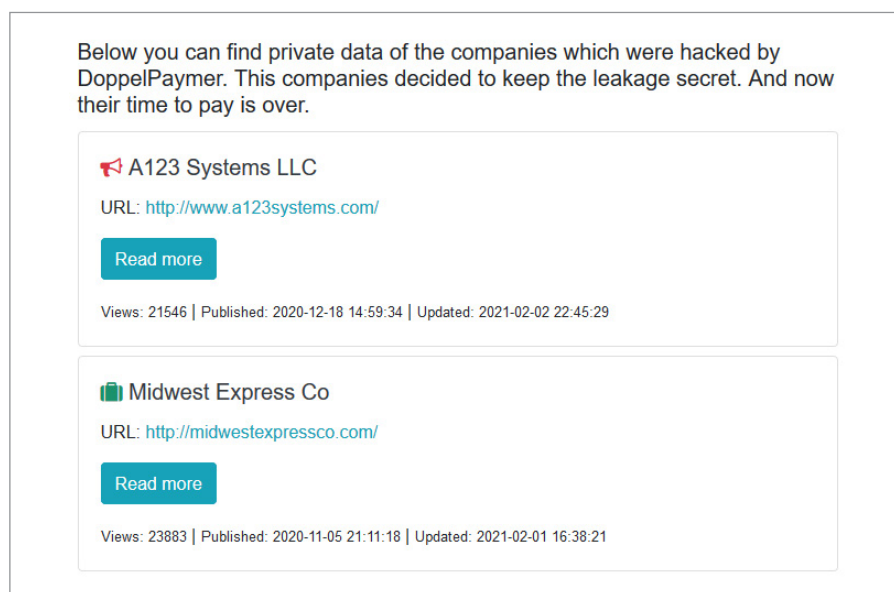 Below you can find private data of the companies which were hacked by
DoppelPaymer. This companies decided to keep the leakage secret. And now
their time to pay is over.
A123 Systems LLC
URL: http://www.a123systems.com/
Read more
Views: 21546 | Published: 2020-12-18 14:59:34 | Updated: 2021-02-02 22:45:29
Midwest Express Co
URL: http://midwestexpressco.com/
Read more
Views: 23883 | Published: 2020-11-05 21:11:18 | Updated: 2021-02-01 16:38:21